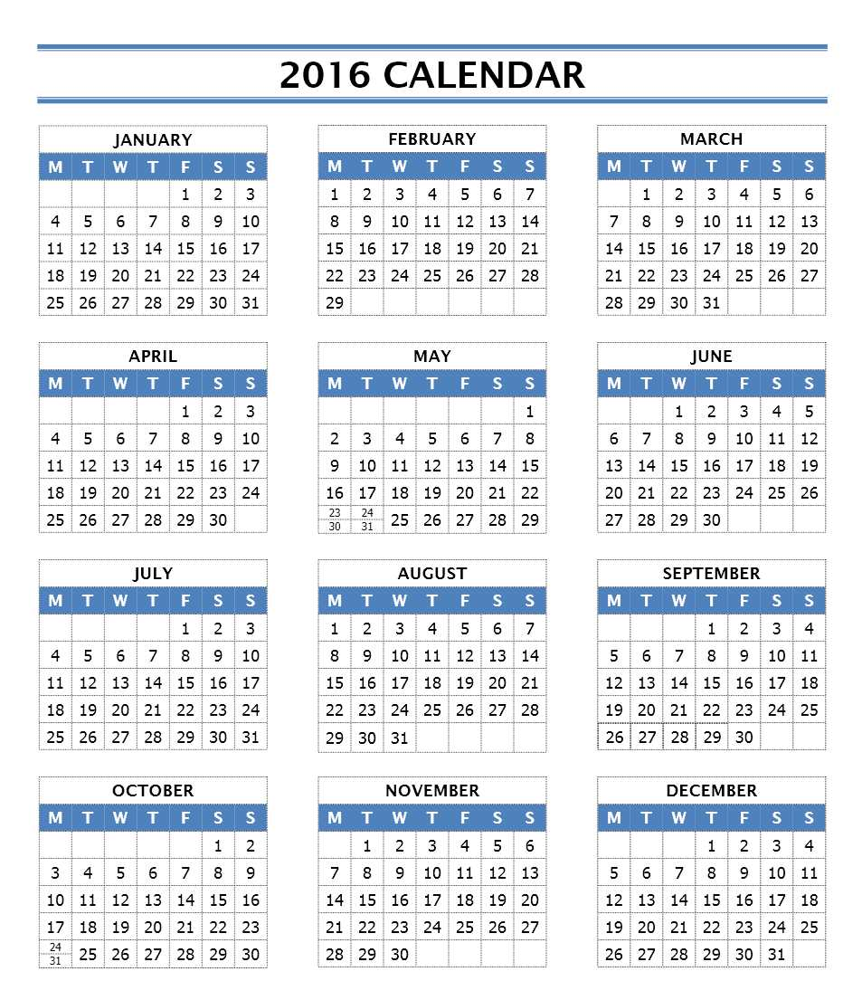 2016 CALENDAR
JANUARY
M T W T F S S
1 2 3
4 5 6 7 8 9 10
11 12 13 14 15 16 17
18 19 20 21 22 23 24
25 26 27 28 29 30 31
FEBRUARY
M T W T F S S
1 2 3 4 5 6 7
8 9 10 11 12 13 14
15 16 17 18 19 20 21
22 23 24 25 26 27 28
29
MARCH
M T W T F S S
1 2 3 4 5 6
7 8 9 10 11 12 13
14 15 16 17 18 19 20
21 22 23 24 25 26 27
28 29 30 31
APRIL
M T W T F S S
1 2 3
4 5 6 7 8 9 10
11 12 13 14 15 16 17
18 19 20 21 22 23 24
25 26 27 28 29 30
MAY
M T W T F S S
1
2 3 4 5 6 7 8
9 10 11 12 13 14 15
16 17 18 19 20 21 22
23 24 25 26 27 28 29
30 31
JUNE
M T W T F S S
1 2 3 4 5
6 7 8 9 10 11 12
13 14 15 16 17 18 19
20 21 22 23 24 25 26
27 28 29 30
JULY
M T W T F S S
1 2 3
4 5 6 7 8 9 10
11 12 13 14 15 16 17
18 19 20 21 22 23 24
25 26 27 28 29 30 31
AUGUST
M T W T F S S
1 2 3 4 5 6 7
8 9 10 11 12 13 14
15 16 17 18 19 20 21
22 23 24 25 26 27 28
29 30 31
SEPTEMBER
M T W T F S S
1 2 3 4
5 6 7 8 9 10 11
12 13 14 15 16 17 18
19 20 21 22 23 24 25
26 27 28 29 30
OCTOBER
M T W T F S S
1 2
3 4 5 6 7 8 9
10 11 12 13 14 15 16
17 18 19 20 21 22 23
24 25 26 27 28 29 30
31
NOVEMBER
M T W T F S S
1 2 3 4 5 6
7 8 9 10 11 12 13
14 15 16 17 18 19 20
21 22 23 24 25 26 27
28 29 30
DECEMBER
M T W T F S S
1 2 3 4
5 6 7 8 9 10 11
12 13 14 15 16 17 18
19 20 21 22 23 24 25
26 27 28 29 30 31